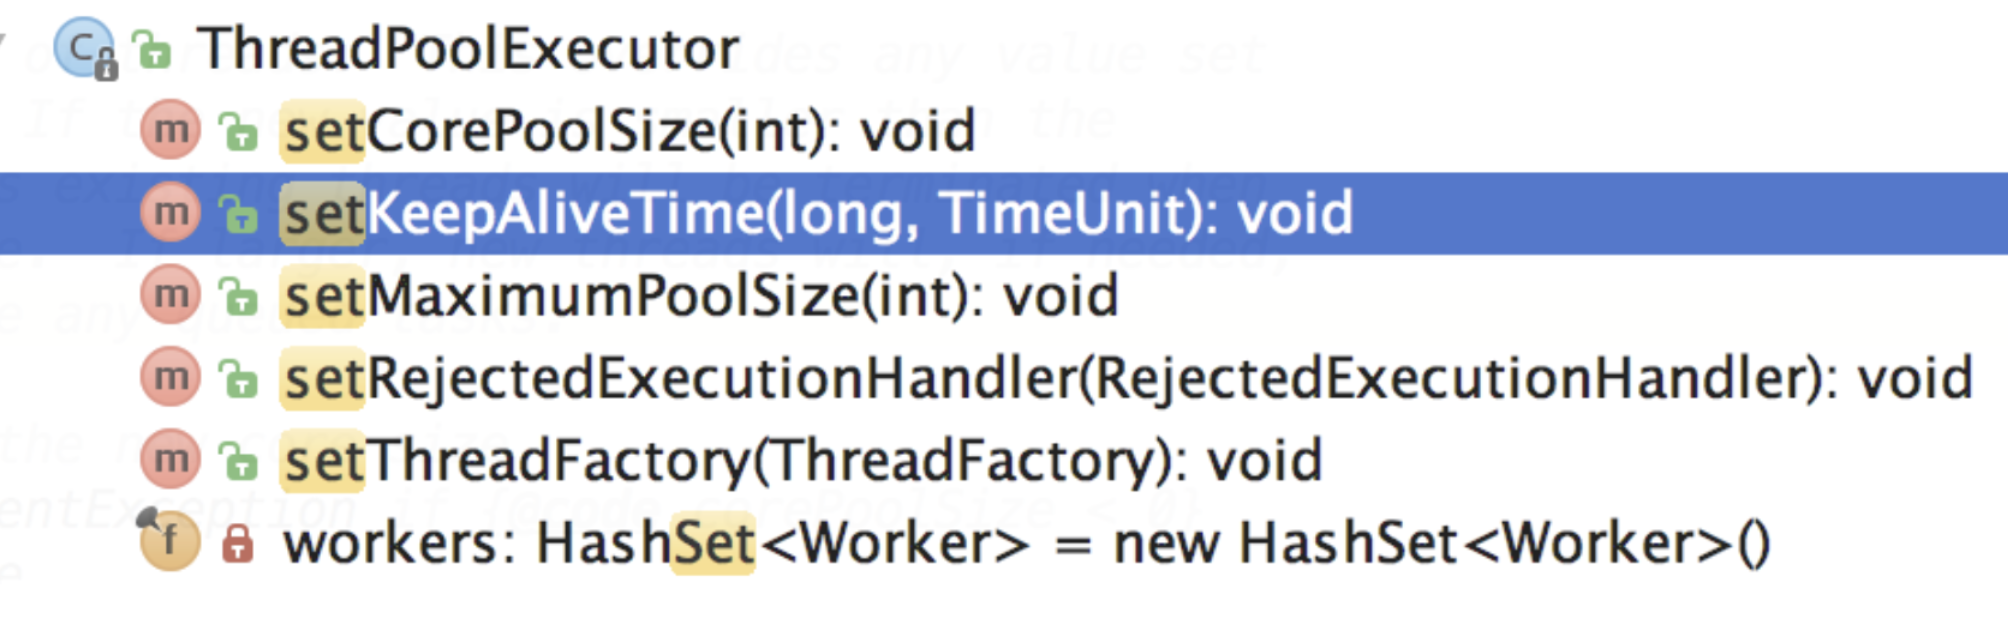 ThreadPoolExecutor
setCorePoolSize(int): void
setKeepAliveTime(long, TimeUnit): void
setMaximumPoolSize(int): void
setRejectedExecutionHandler(RejectedExecutionHandler): void
setThreadFactory(ThreadFactory): void
workers: HashSet<Worker> = new HashSet<Worker>()